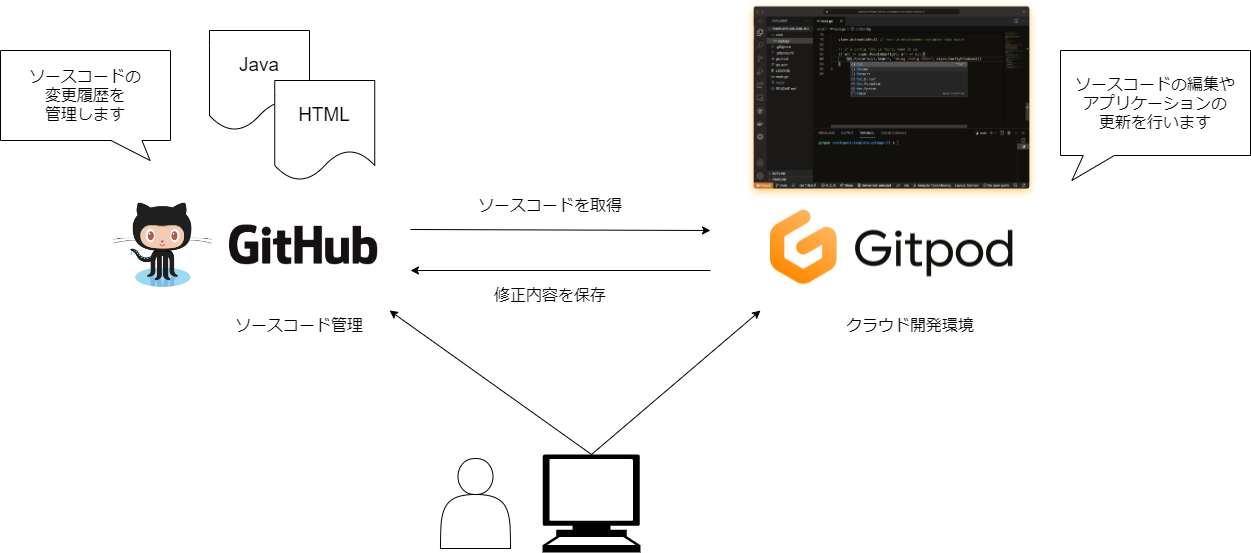 ソースコードの
変更履歴を
管理します
Java
HTML
ソースコードの編集や
アプリケーションの
更新を行います
GitHub
ソースコードを取得
修正内容を保存
Gitpod
ソースコード管理
クラウド開発環境